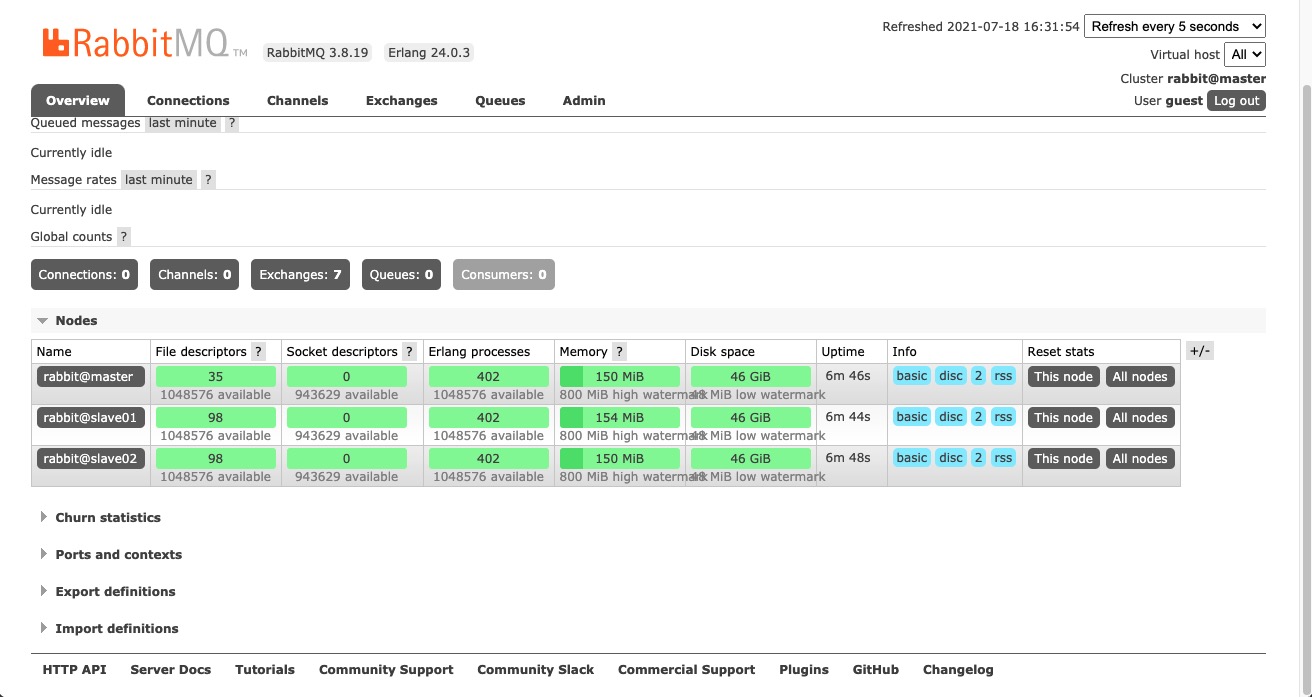 RabbitMQ TM RabbitMQ 3.8.19 Erlang 24.0.3
Refreshed 2021-07-18 16:31:54 Refresh every 5 seconds
Virtual host All
Cluster rabbit@master
User guest Log out
Overview Connections Channels Exchanges Queues Admin
Queued messages last minute ?
Currently idle
Message rates last minute ?
Currently idle
Global counts ?
Connections: 0 Channels: 0 Exchanges: 7 Queues: 0 Consumers: 0
Nodes
Name File descriptors ? Socket descriptors ? Erlang processes Memory ? Disk space Uptime Info Reset stats +/-
rabbit@master 35 0 402 150 MiB 46 GiB 6m 46s basic disc 2 rss This node All nodes
1048576 available 943629 available 1048576 available 800 MiB high watermark 48 MiB low watermark
rabbit@slave01 98 0 402 154 MiB 46 GiB 6m 44s basic disc 2 rss This node All nodes
1048576 available 943629 available 1048576 available 800 MiB high watermark 48 MiB low watermark
rabbit@slave02 98 0 402 150 MiB 46 GiB 6m 48s basic disc 2 rss This node All nodes
1048576 available 943629 available 1048576 available 800 MiB high watermark 48 MiB low watermark
Churn statistics
Ports and contexts
Export definitions
Import definitions
HTTP API Server Docs Tutorials Community Support Community Slack Commercial Support Plugins GitHub Changelog